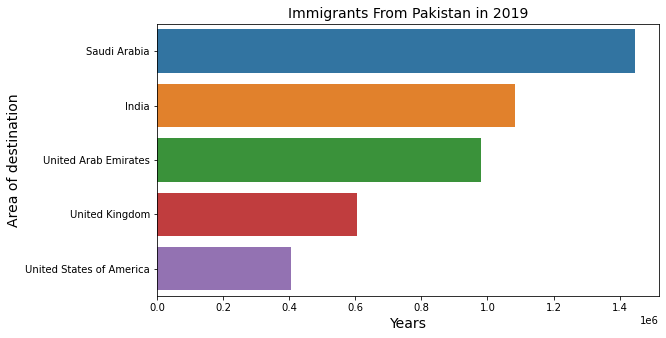 Immigrants From Pakistan in 2019
Area of destination
Saudi Arabia
India
United Arab Emirates
United Kingdom
United States of America
0.0 0.2 0.4 0.6 0.8 1.0 1.2 1.4
1e6
Years